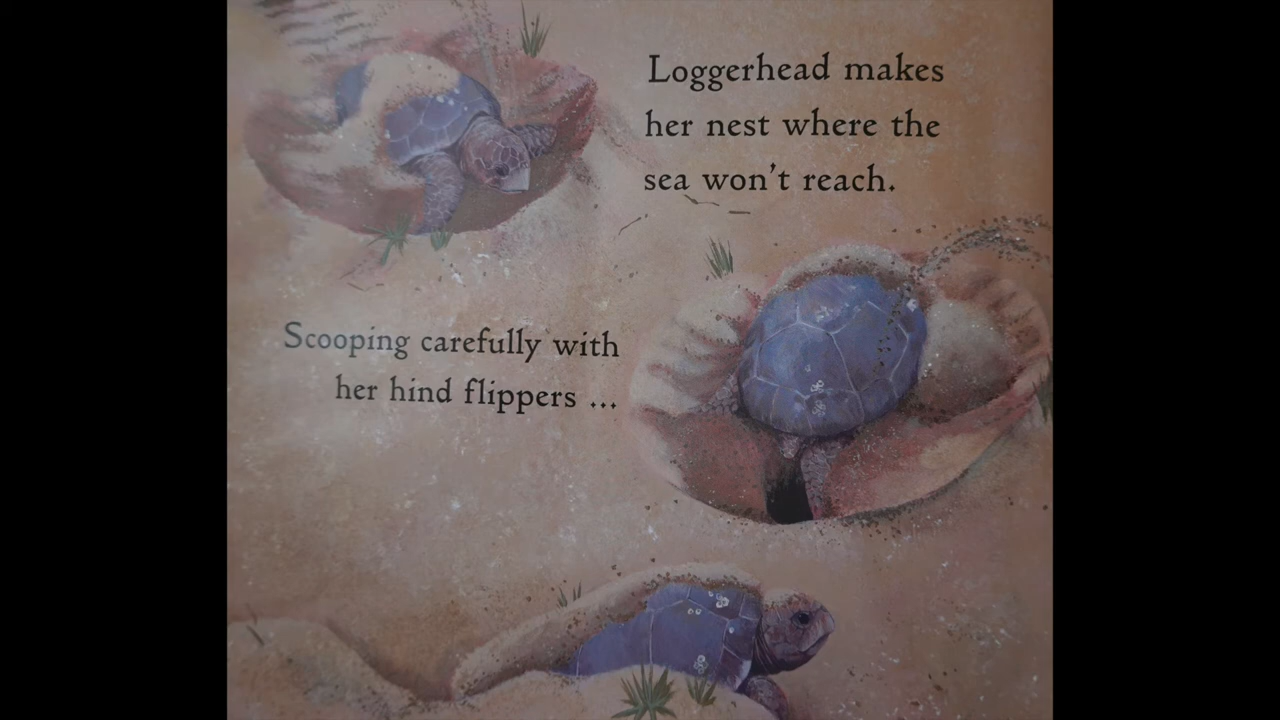 Loggerhead makes
her nest where the
sea won't reach.
Scooping carefully with
her hind flippers ...